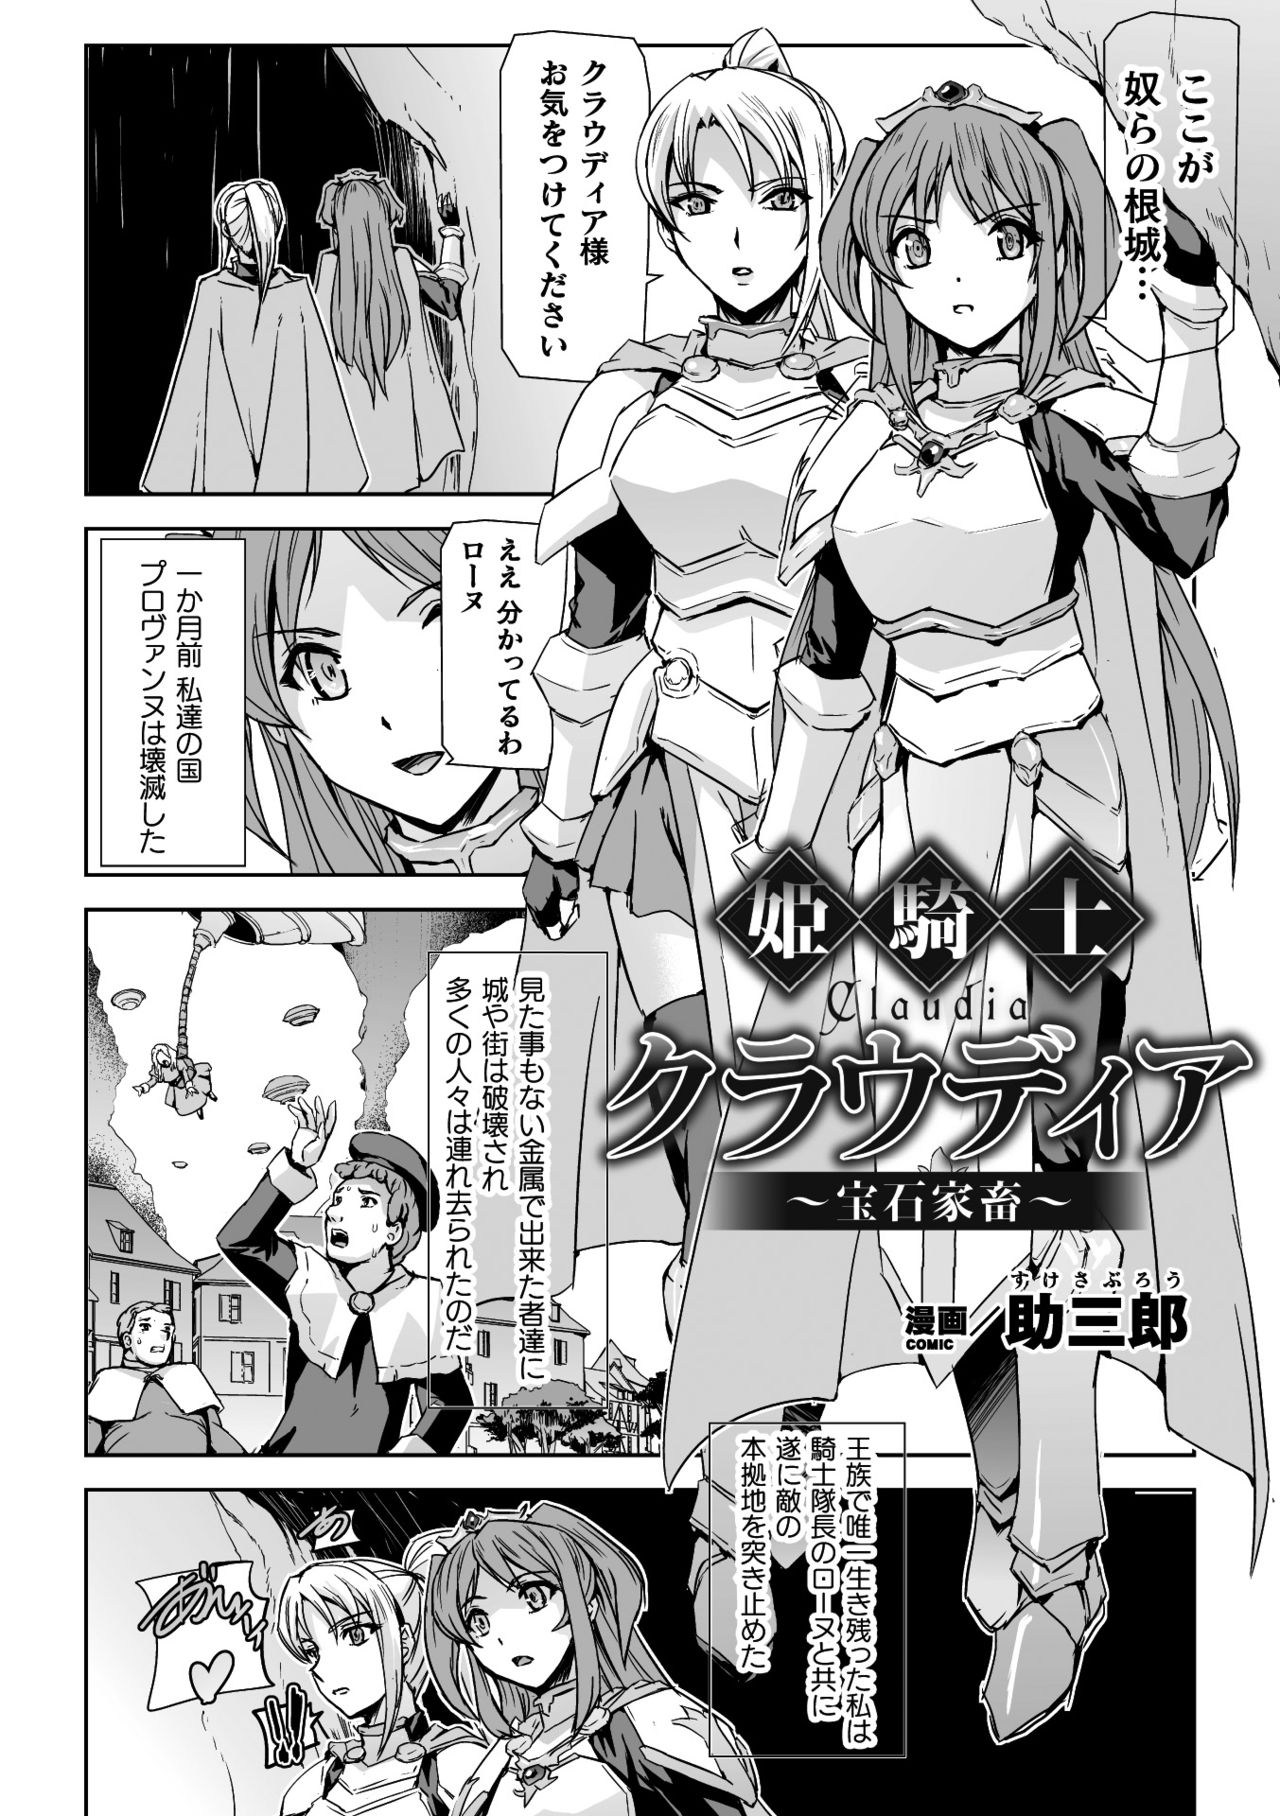 ここが
奴らの根城…
クラウディア様
お気をつけてください
ええ 分かってるわ
ローヌ
一か月前 私達の国
プロヴァンヌは壊滅した
姫騎士
Claudia
クラウディア
～宝石家畜～
漫画／助三郎
COMIC
すけさぶろう
見た事もない金属で出来た者達に
城や街は破壊され
多くの人々は連れ去られたのだ
王族で唯一生き残った私は
騎士隊長のローヌと共に
遂に敵の
本拠地を突き止めた
あ
あぁッ♡
!!!